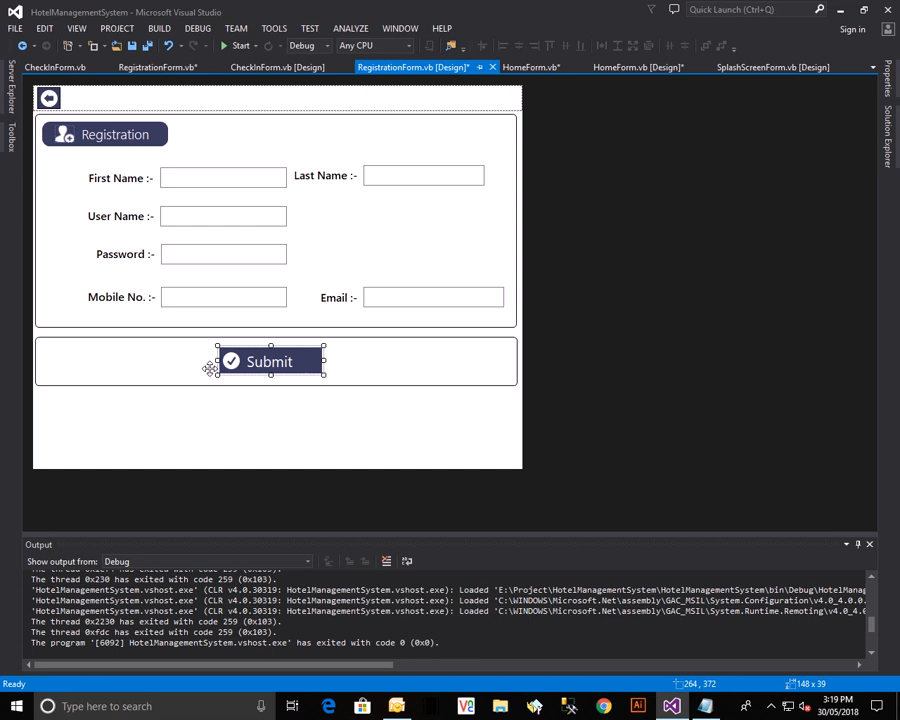 HotelManagementSystem - Microsoft Visual Studio
Quick Launch (Ctrl+Q)
FILE EDIT VIEW PROJECT BUILD DEBUG TEAM TOOLS TEST ANALYZE WINDOW HELP
Sign in
Start Debug Any CPU
CheckInForm.vb RegistrationForm.vb* CheckInForm.vb [Design] RegistrationForm.vb [Design]* HomeForm.vb* HomeForm.vb [Design]* SplashScreenForm.vb [Design]
Server Explorer
Toolbox
Properties
Solution Explorer
Registration
First Name :- Last Name :-
User Name :-
Password :-
Mobile No. :- Email :-
Submit
Output
Show output from: Debug
The thread 0x230 has exited with code 259 (0x103).
'HotelManagementSystem.vshost.exe' (CLR v4.0.30319: HotelManagementSystem.vshost.exe): Loaded 'E:\Project\HotelManagementSystem\HotelManagementSystem\bin\Debug\HotelManag
'HotelManagementSystem.vshost.exe' (CLR v4.0.30319: HotelManagementSystem.vshost.exe): Loaded 'C:\WINDOWS\Microsoft.Net\assembly\GAC_MSIL\System.Configuration\v4.0_4.0.0.
'HotelManagementSystem.vshost.exe' (CLR v4.0.30319: HotelManagementSystem.vshost.exe): Loaded 'C:\WINDOWS\Microsoft.Net\assembly\GAC_MSIL\System.Runtime.Remoting\v4.0_4.0
The thread 0x2230 has exited with code 259 (0x103).
The thread 0xfdc has exited with code 259 (0x103).
The program '[6092] HotelManagementSystem.vshost.exe' has exited with code 0 (0x0).
Ready 264 , 372 148 x 39
Type here to search
Ai
3:19 PM
30/05/2018